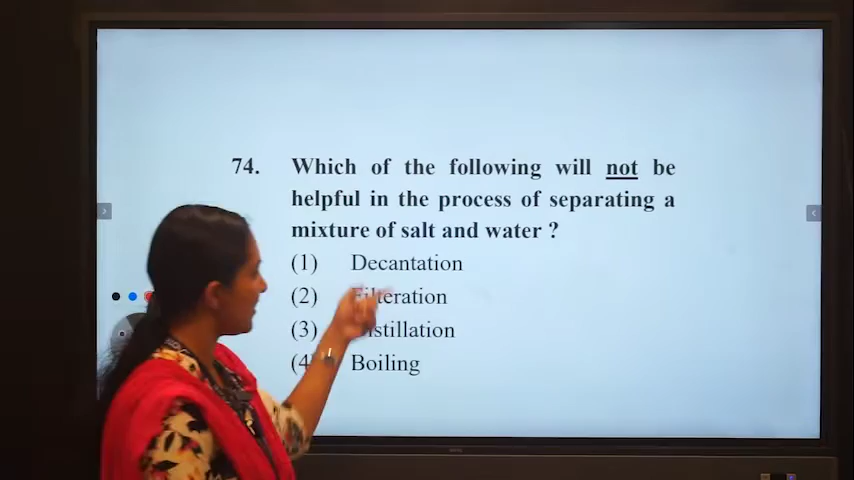 74. Which of the following will not be
helpful in the process of separating a
mixture of salt and water ?
(1) Decantation
(2) Filteration
(3) Distillation
(4) Boiling